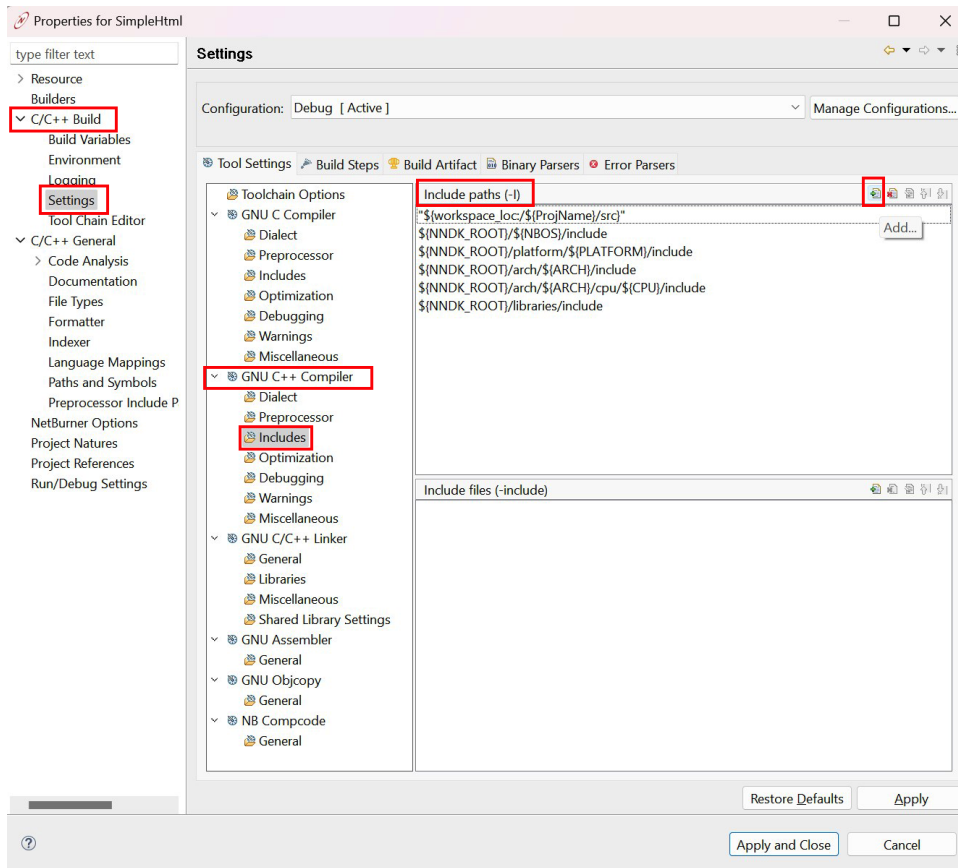 Properties for SimpleHtml
type filter text
Settings
Resource
Builders
C/C++ Build
Build Variables
Environment
Logging
Settings
Tool Chain Editor
C/C++ General
Code Analysis
Documentation
File Types
Formatter
Indexer
Language Mappings
Paths and Symbols
Preprocessor Include P
NetBurner Options
Project Natures
Project References
Run/Debug Settings
Configuration: Debug [ Active ]
Manage Configurations...
Tool Settings Build Steps Build Artifact Binary Parsers Error Parsers
Toolchain Options
GNU C Compiler
Dialect
Preprocessor
Includes
Optimization
Debugging
Warnings
Miscellaneous
GNU C++ Compiler
Dialect
Preprocessor
Includes
Optimization
Debugging
Warnings
Miscellaneous
GNU C/C++ Linker
General
Libraries
Miscellaneous
Shared Library Settings
GNU Assembler
General
GNU Objcopy
General
NB Compcode
General
Include paths (-I)
Add...
"${workspace_loc:/${ProjName}/src}"
${NNDK_ROOT}/${NBOS}/include
${NNDK_ROOT}/platform/${PLATFORM}/include
${NNDK_ROOT}/arch/${ARCH}/include
${NNDK_ROOT}/arch/${ARCH}/cpu/${CPU}/include
${NNDK_ROOT}/libraries/include
Include files (-include)
Restore Defaults
Apply
Apply and Close
Cancel